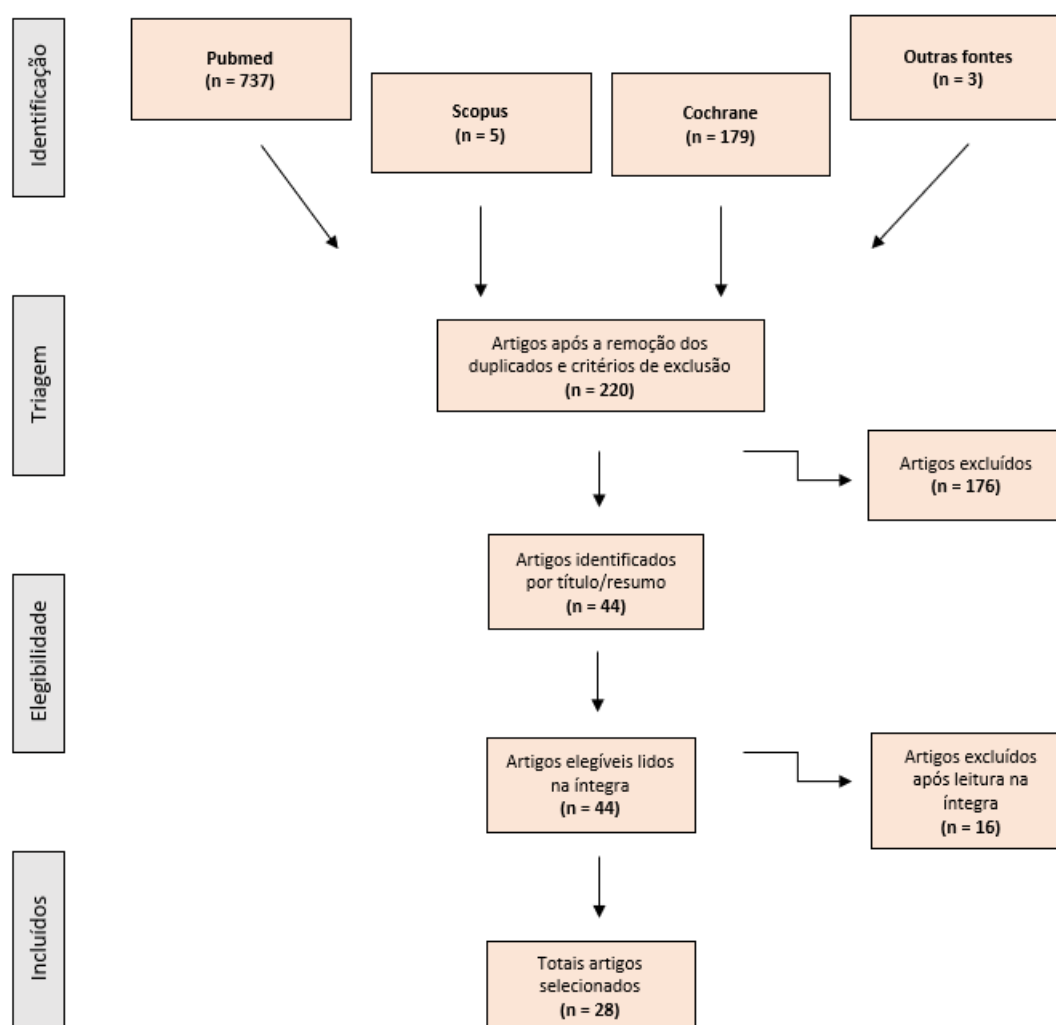 Identificação
Pubmed
(n = 737)
Scopus
(n = 5)
Cochrane
(n = 179)
Outras fontes
(n = 3)
Triagem
Artigos após a remoção dos
duplicados e critérios de exclusão
(n = 220)
Artigos excluídos
(n = 176)
Artigos identificados
por título/resumo
(n = 44)
Elegibilidade
Artigos elegíveis lidos
na íntegra
(n = 44)
Artigos excluídos
após leitura na
íntegra
(n = 16)
Incluídos
Totais artigos
selecionados
(n = 28)